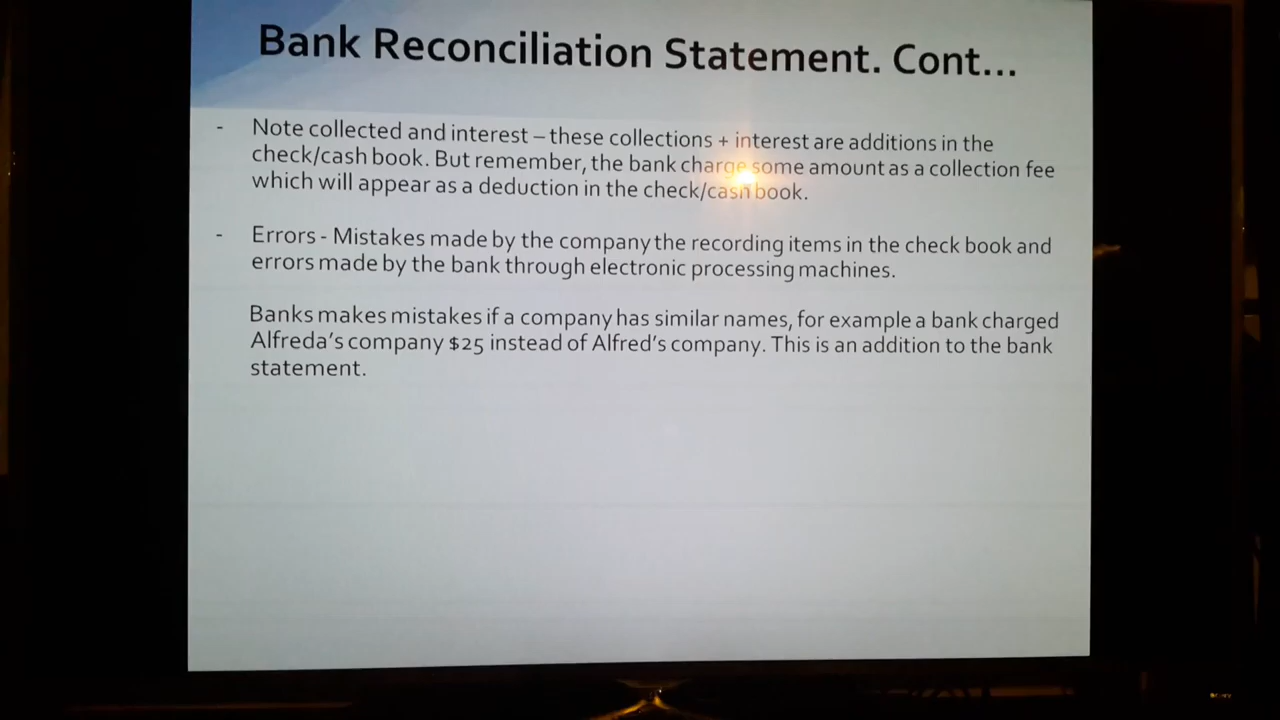 Bank Reconciliation Statement. Cont...
- Note collected and interest – these collections + interest are additions in the
check/cash book. But remember, the bank charge some amount as a collection fee
which will appear as a deduction in the check/cash book.
- Errors - Mistakes made by the company the recording items in the check book and
errors made by the bank through electronic processing machines.
Banks makes mistakes if a company has similar names, for example a bank charged
Alfreda's company $25 instead of Alfred's company. This is an addition to the bank
statement.